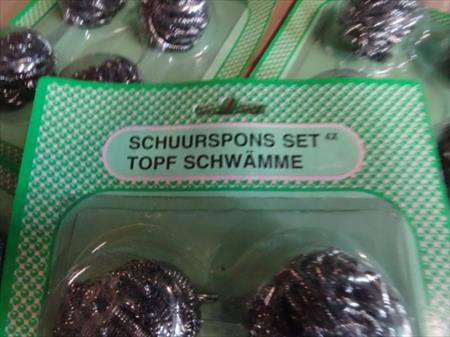 SCHUURSPONS SET 4X
TOPF SCHWÄMME